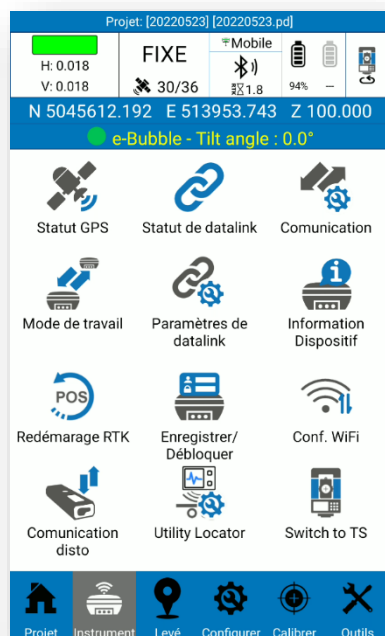 Projet: [20220523] [20220523.pd]
H: 0.018
V: 0.018
FIXE
30/36
Mobile
1.8
94%
--
N 5045612.192 E 513953.743 Z 100.000
e-Bubble - Tilt angle : 0.0°
Statut GPS
Statut de datalink
Comunication
Mode de travail
Paramètres de
datalink
Information
Dispositif
POS
Redémarage RTK
Enregistrer/
Débloquer
Conf. WiFi
Comunication
disto
Utility Locator
Switch to TS
Projet
Instrument
Levé
Configurer
Calibrer
Outils